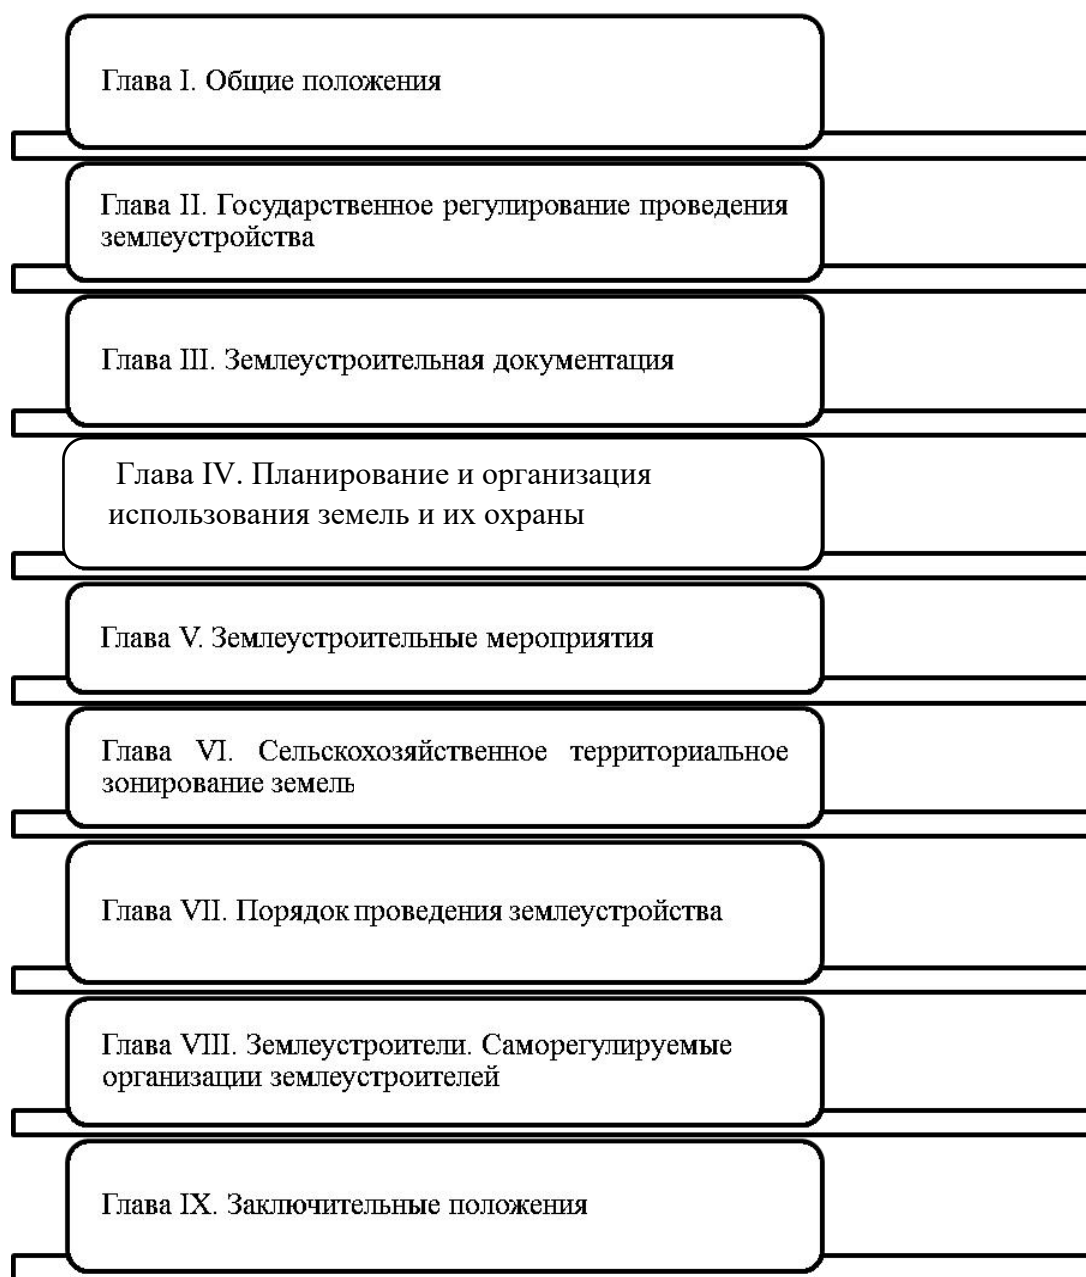 Глава I. Общие положения
Глава II. Государственное регулирование проведения
землеустройства
Глава III. Землеустроительная документация
Глава IV. Планирование и организация
использования земель и их охраны
Глава V. Землеустроительные мероприятия
Глава VI. Сельскохозяйственное территориальное
зонирование земель
Глава VII. Порядок проведения землеустройства
Глава VIII. Землеустроители. Саморегулируемые
организации землеустроителей
Глава IX. Заключительные положения